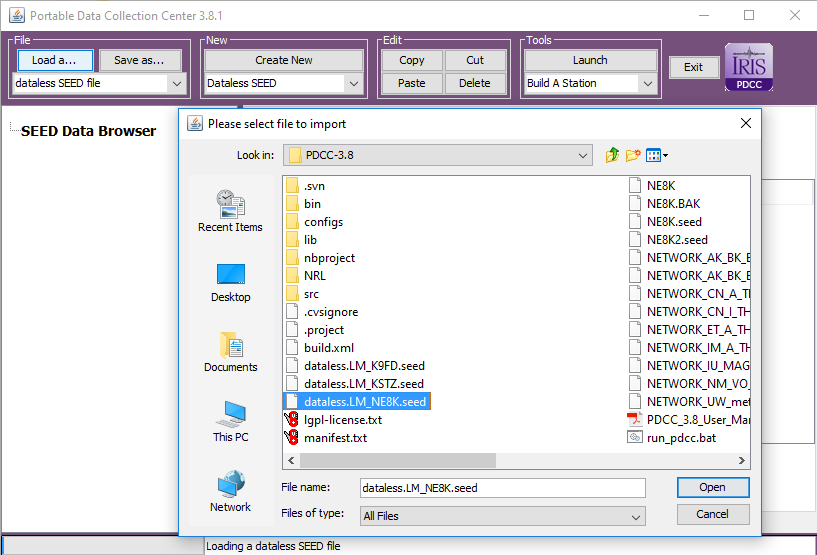 Portable Data Collection Center 3.8.1
File New Edit Tools
Load a... Save as... Create New Copy Cut Launch Exit IRIS
dataless SEED file Dataless SEED Paste Delete Build A Station PDCC
SEED Data Browser
Please select file to import
Look in: PDCC-3.8
Recent Items
Desktop
Documents
This PC
Network
.svn
bin
configs
lib
nbproject
NRL
src
.cvsignore
.project
build.xml
dataless.LM_K9FD.seed
dataless.LM_KSTZ.seed
dataless.LM_NE8K.seed
lgpl-license.txt
manifest.txt
NE8K
NE8K.BAK
NE8K.seed
NE8K2.seed
NETWORK_AK_BK_E
NETWORK_AK_BK_E
NETWORK_CN_A_TH
NETWORK_CN_I_TH
NETWORK_ET_A_TH
NETWORK_IM_A_TH
NETWORK_IU_MAG
NETWORK_NM_VO_
NETWORK_UW_met
PDCC_3.8_User_Mar
run_pdcc.bat
File name: dataless.LM_NE8K.seed Open
Files of type: All Files Cancel
Loading a dataless SEED file